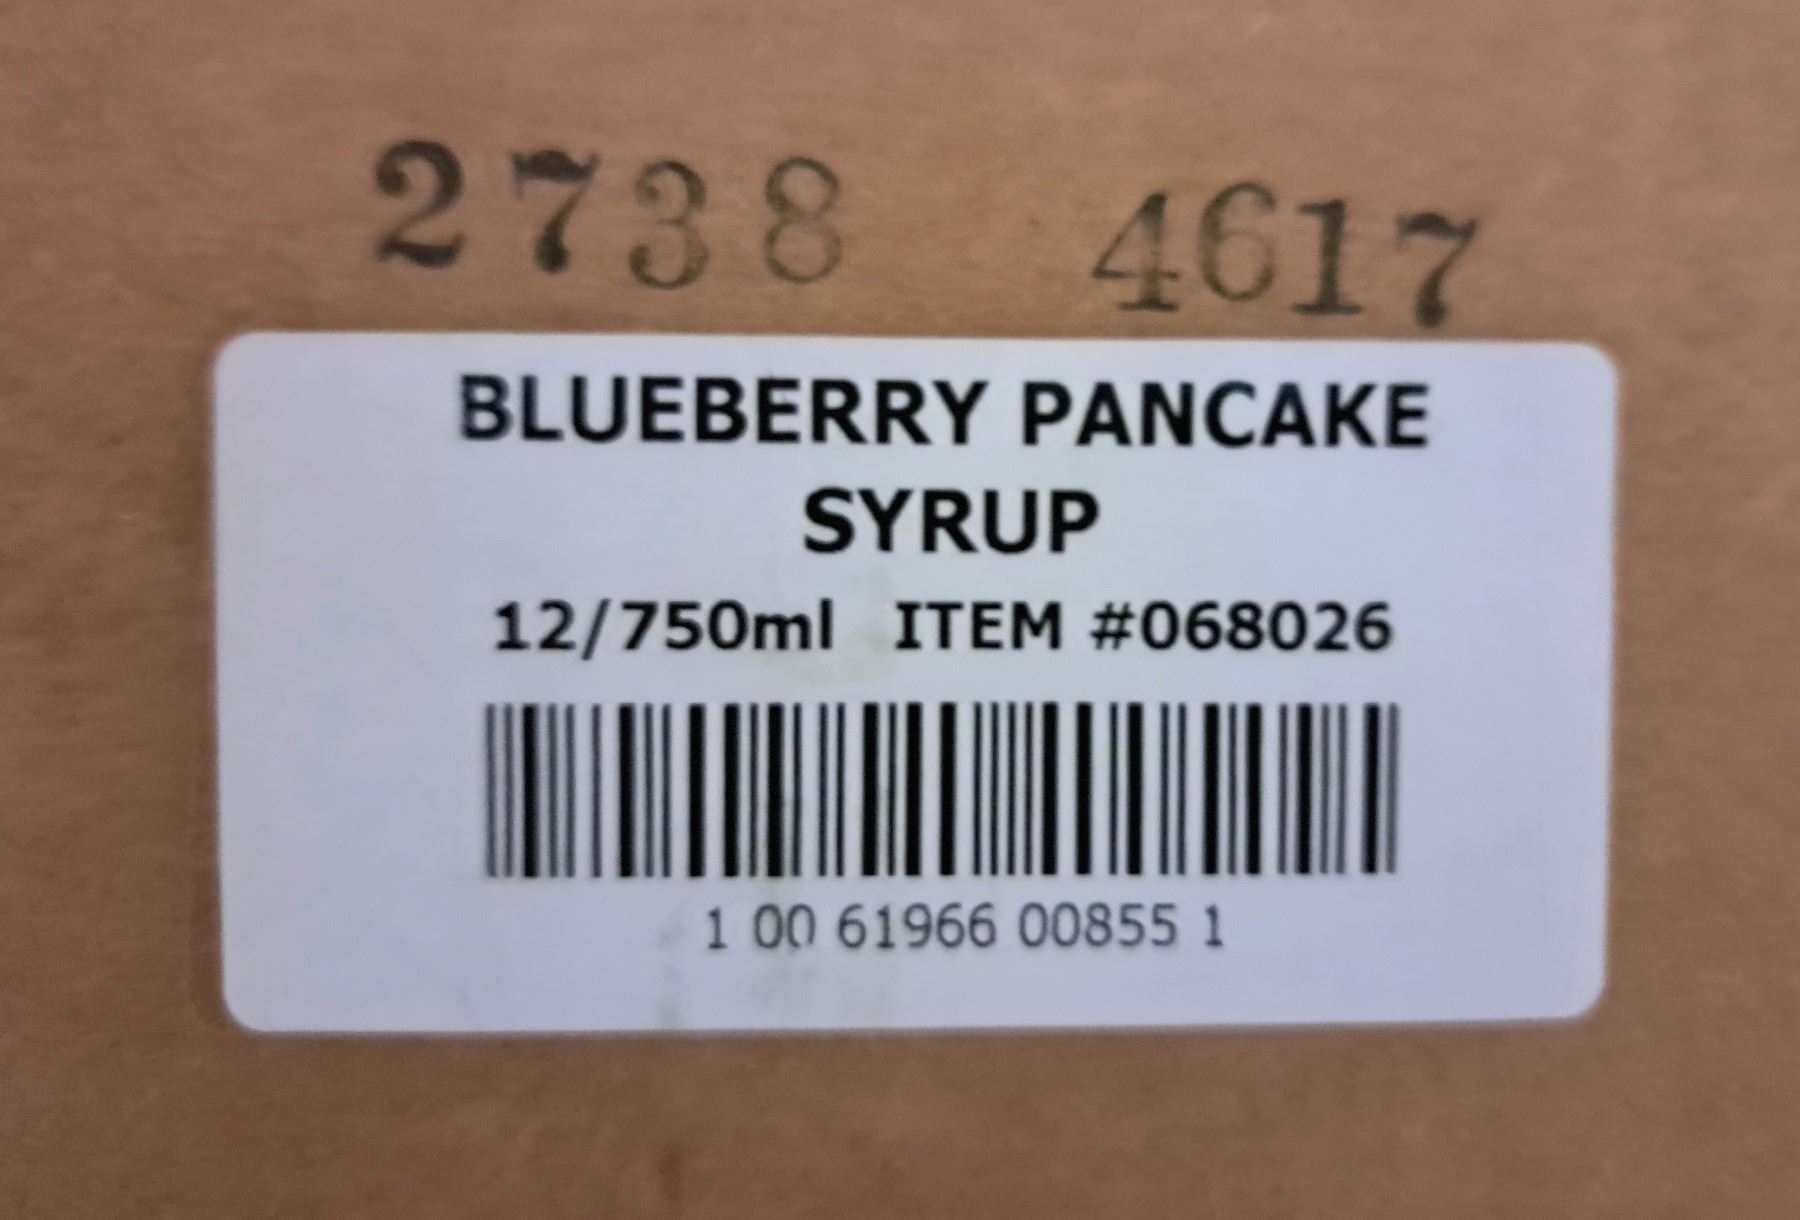 2738 4617
BLUEBERRY PANCAKE
SYRUP
12/750ml ITEM #068026
1 00 61966 00855 1